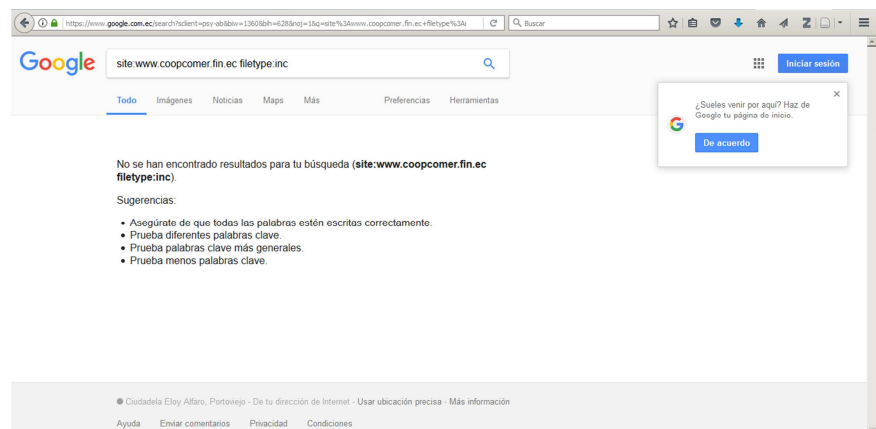 https://www.google.com.ec/search?sclient=psy-ab&biw=1360&bih=628&noj=1&q=site%3Awww.coopcomer.fin.ec+filetype%3Ai
Buscar
Google
site:www.coopcomer.fin.ec filetype:inc
Iniciar sesión
Todo Imágenes Noticias Maps Más Preferencias Herramientas
¿Sueles venir por aquí? Haz de
Google tu página de inicio.
De acuerdo
No se han encontrado resultados para tu búsqueda (site:www.coopcomer.fin.ec
filetype:inc).
Sugerencias:
• Asegúrate de que todas las palabras estén escritas correctamente.
• Prueba diferentes palabras clave.
• Prueba palabras clave más generales.
• Prueba menos palabras clave.
Ciudadela Eloy Alfaro, Portoviejo - De tu dirección de Internet - Usar ubicación precisa - Más información
Ayuda Enviar comentarios Privacidad Condiciones